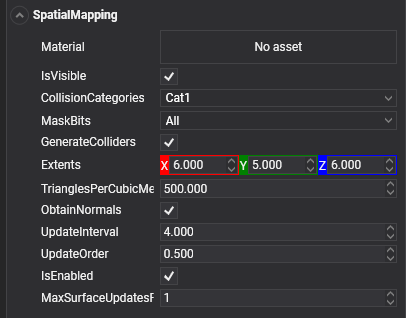 SpatialMapping
Material No asset
IsVisible
CollisionCategories Cat1
MaskBits All
GenerateColliders
Extents X 6.000 Y 5.000 Z 6.000
TrianglesPerCubicMe 500.000
ObtainNormals
UpdateInterval 4.000
UpdateOrder 0.500
IsEnabled
MaxSurfaceUpdatesF 1